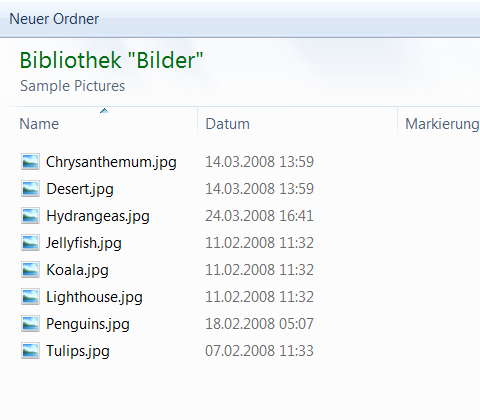 Neuer Ordner
Bibliothek "Bilder"
Sample Pictures
Name Datum Markierung
Chrysanthemum.jpg 14.03.2008 13:59
Desert.jpg 14.03.2008 13:59
Hydrangeas.jpg 24.03.2008 16:41
Jellyfish.jpg 11.02.2008 11:32
Koala.jpg 11.02.2008 11:32
Lighthouse.jpg 11.02.2008 11:32
Penguins.jpg 18.02.2008 05:07
Tulips.jpg 07.02.2008 11:33